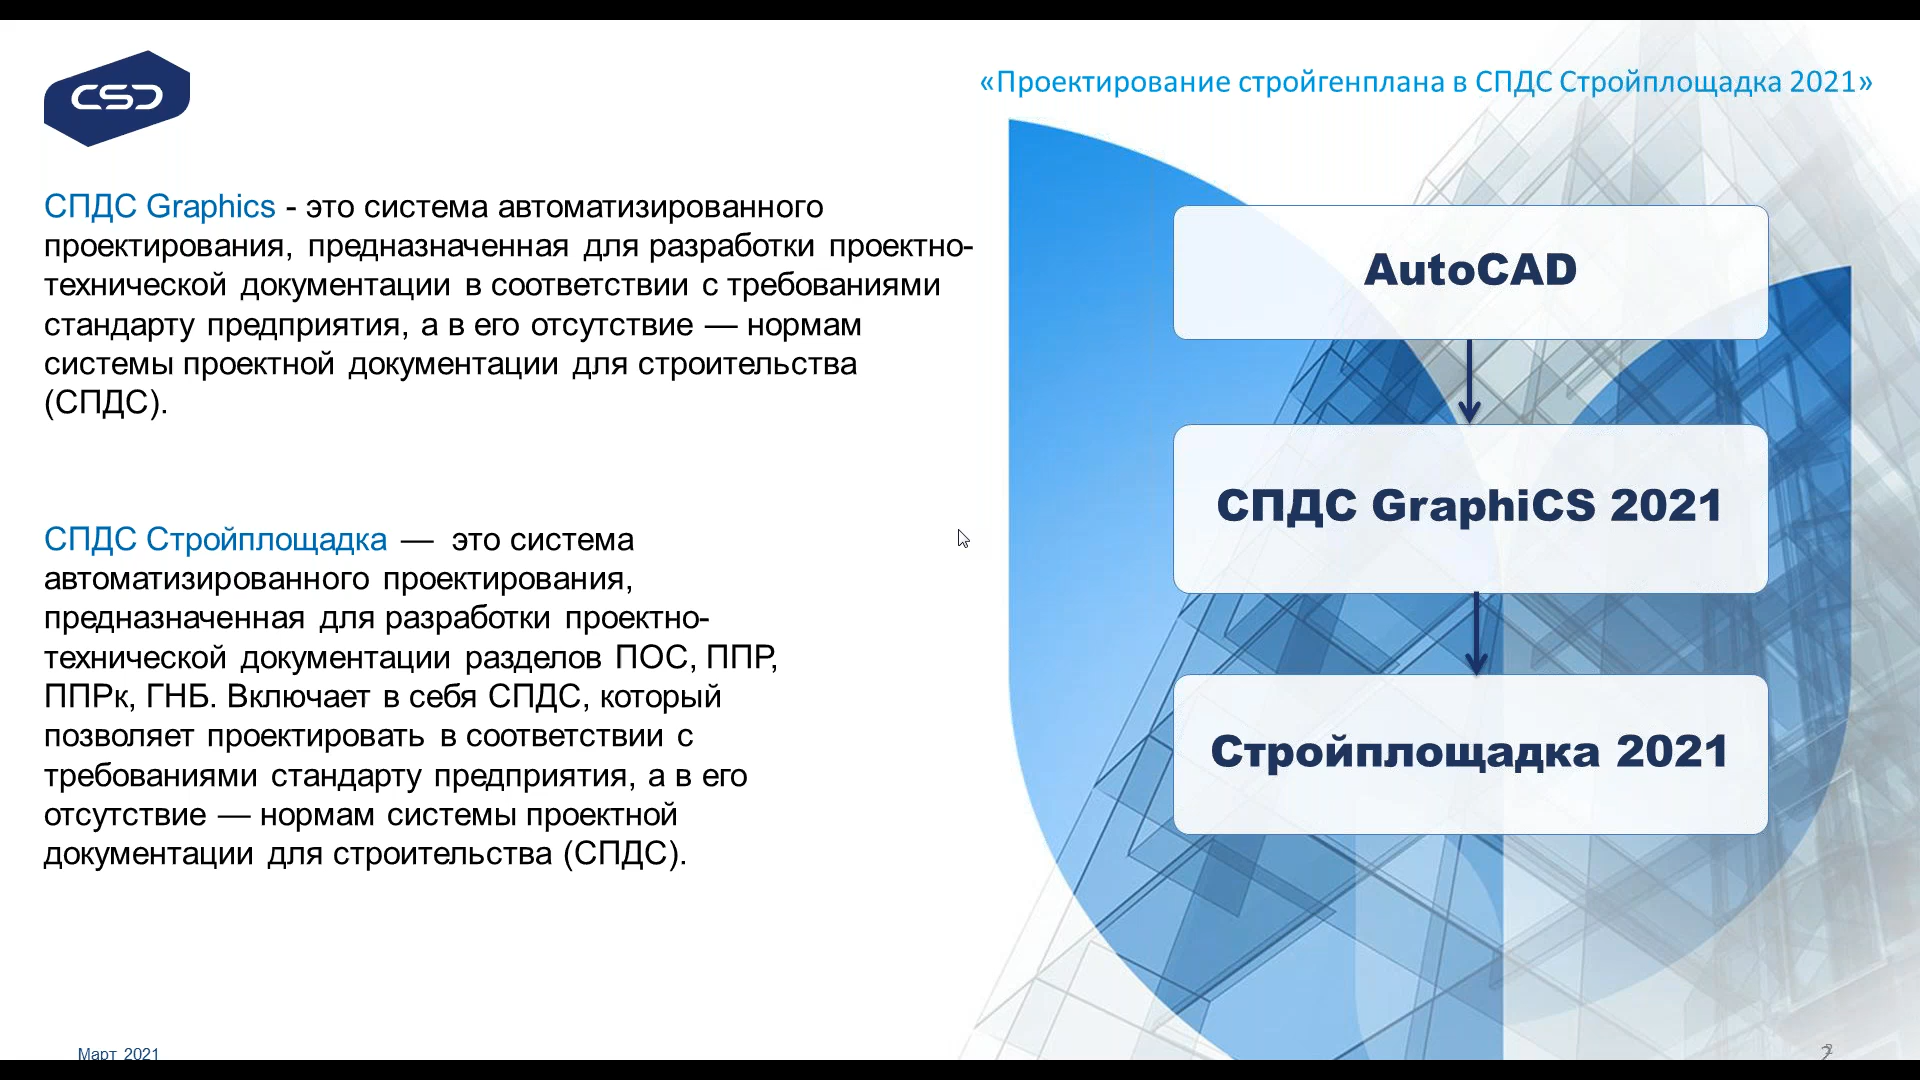 CSD
«Проектирование стройгенплана в СПДС Стройплощадка 2021»
СПДС Graphics - это система автоматизированного
проектирования, предназначенная для разработки проектно-
технической документации в соответствии с требованиями
стандарту предприятия, а в его отсутствие — нормам
системы проектной документации для строительства
(СПДС).
СПДС Стройплощадка — это система
автоматизированного проектирования,
предназначенная для разработки проектно-
технической документации разделов ПОС, ППР,
ППРк, ГНБ. Включает в себя СПДС, который
позволяет проектировать в соответствии с
требованиями стандарту предприятия, а в его
отсутствие — нормам системы проектной
документации для строительства (СПДС).
AutoCAD
СПДС GraphiCS 2021
Стройплощадка 2021
Март 2021
2